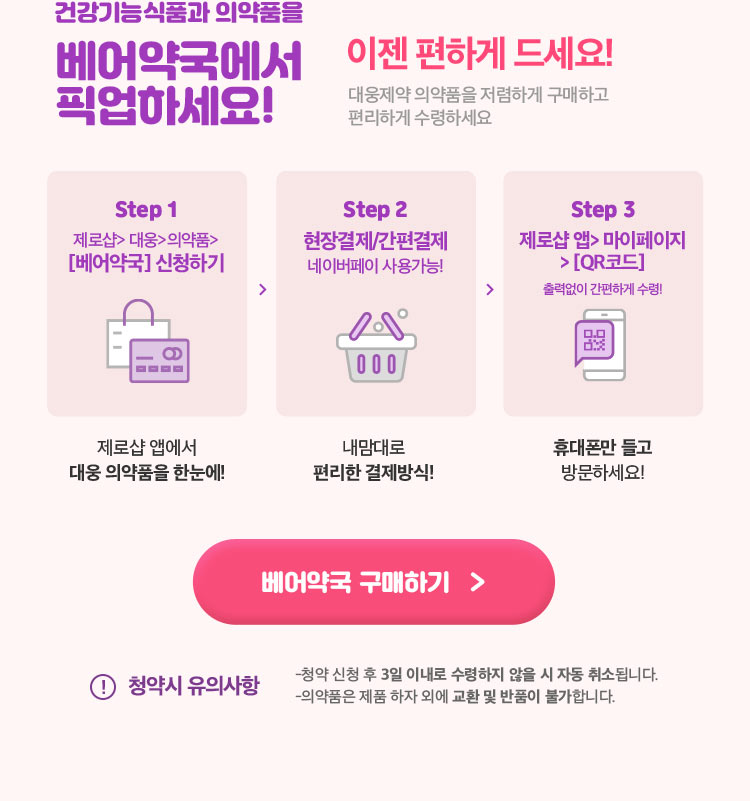 건강기능식품과 의약품을
베어약국에서
픽업하세요!
이젠 편하게 드세요!
대웅제약 의약품을 저렴하게 구매하고
편리하게 수령하세요
Step 1
제로샵> 대웅>의약품>
[베어약국] 신청하기
Step 2
현장결제/간편결제
네이버페이 사용가능!
Step 3
제로샵 앱> 마이페이지
> [QR코드]
출력없이 간편하게 수령!
제로샵 앱에서
대웅 의약품을 한눈에!
내맘대로
편리한 결제방식!
휴대폰만 들고
방문하세요!
베어약국 구매하기 >
청약시 유의사항
-청약 신청 후 3일 이내로 수령하지 않을 시 자동 취소됩니다.
-의약품은 제품 하자 외에 교환 및 반품이 불가합니다.